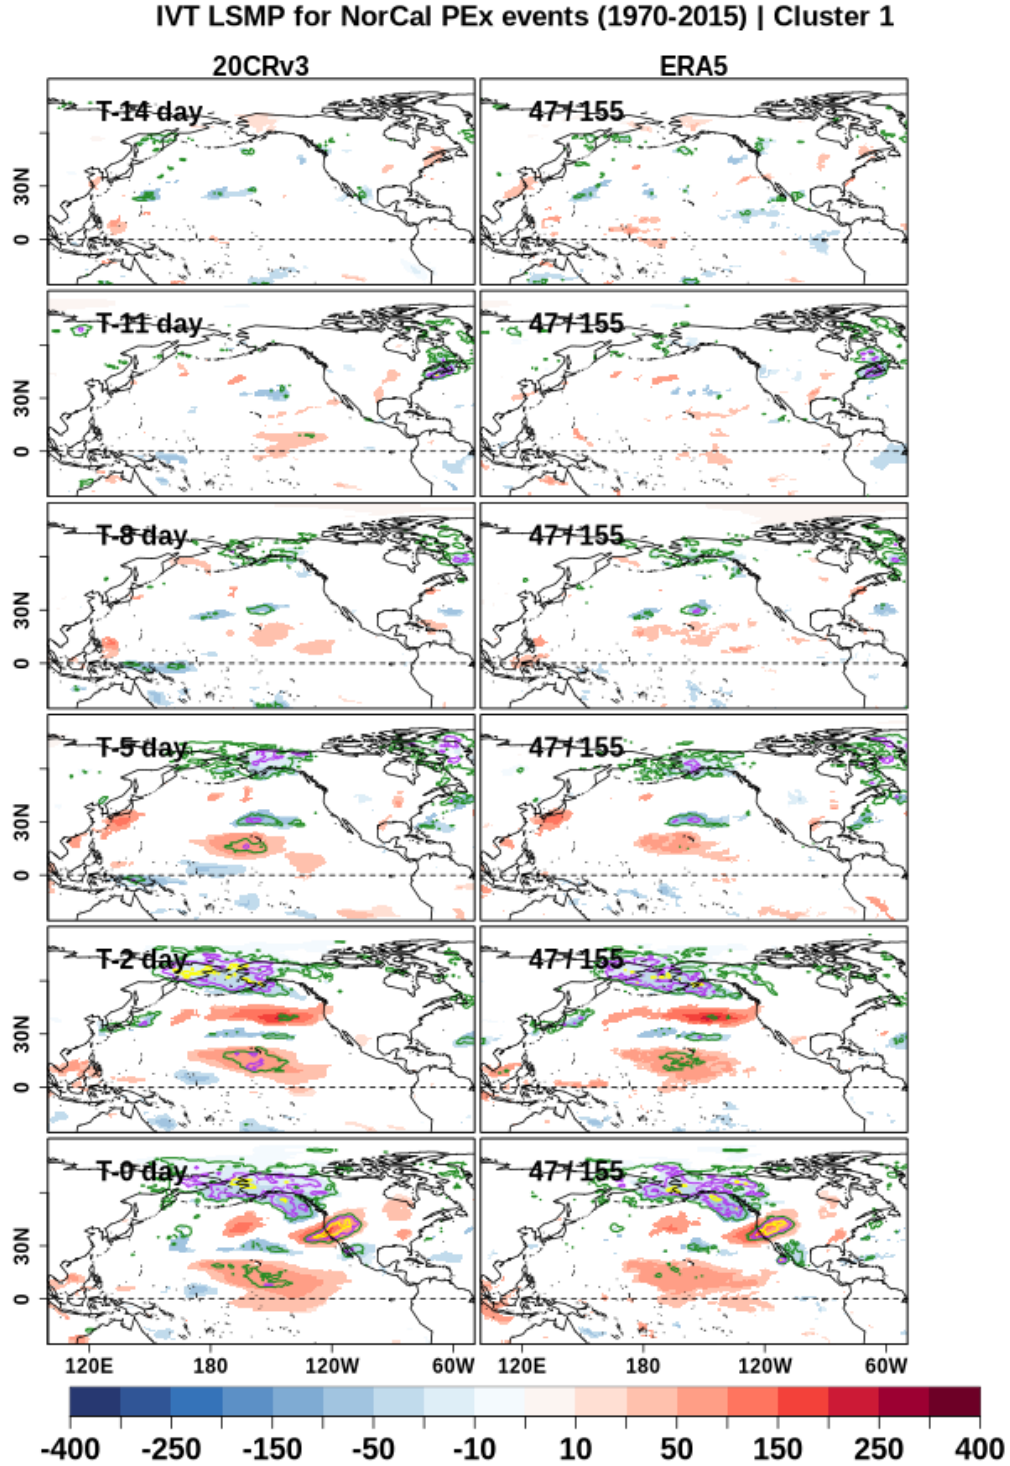 IVT LSMP for NorCal PEx events (1970-2015) | Cluster 1
20CRv3 ERA5
T-14 day 47 / 155
30N
0
T-11 day 47 / 155
30N
0
T-8 day 47 / 155
30N
0
T-5 day 47 / 155
30N
0
T-2 day 47 / 155
30N
0
T-0 day 47 / 155
30N
0
120E 180 120W 60W 120E 180 120W 60W
-400 -250 -150 -50 -10 10 50 150 250 400